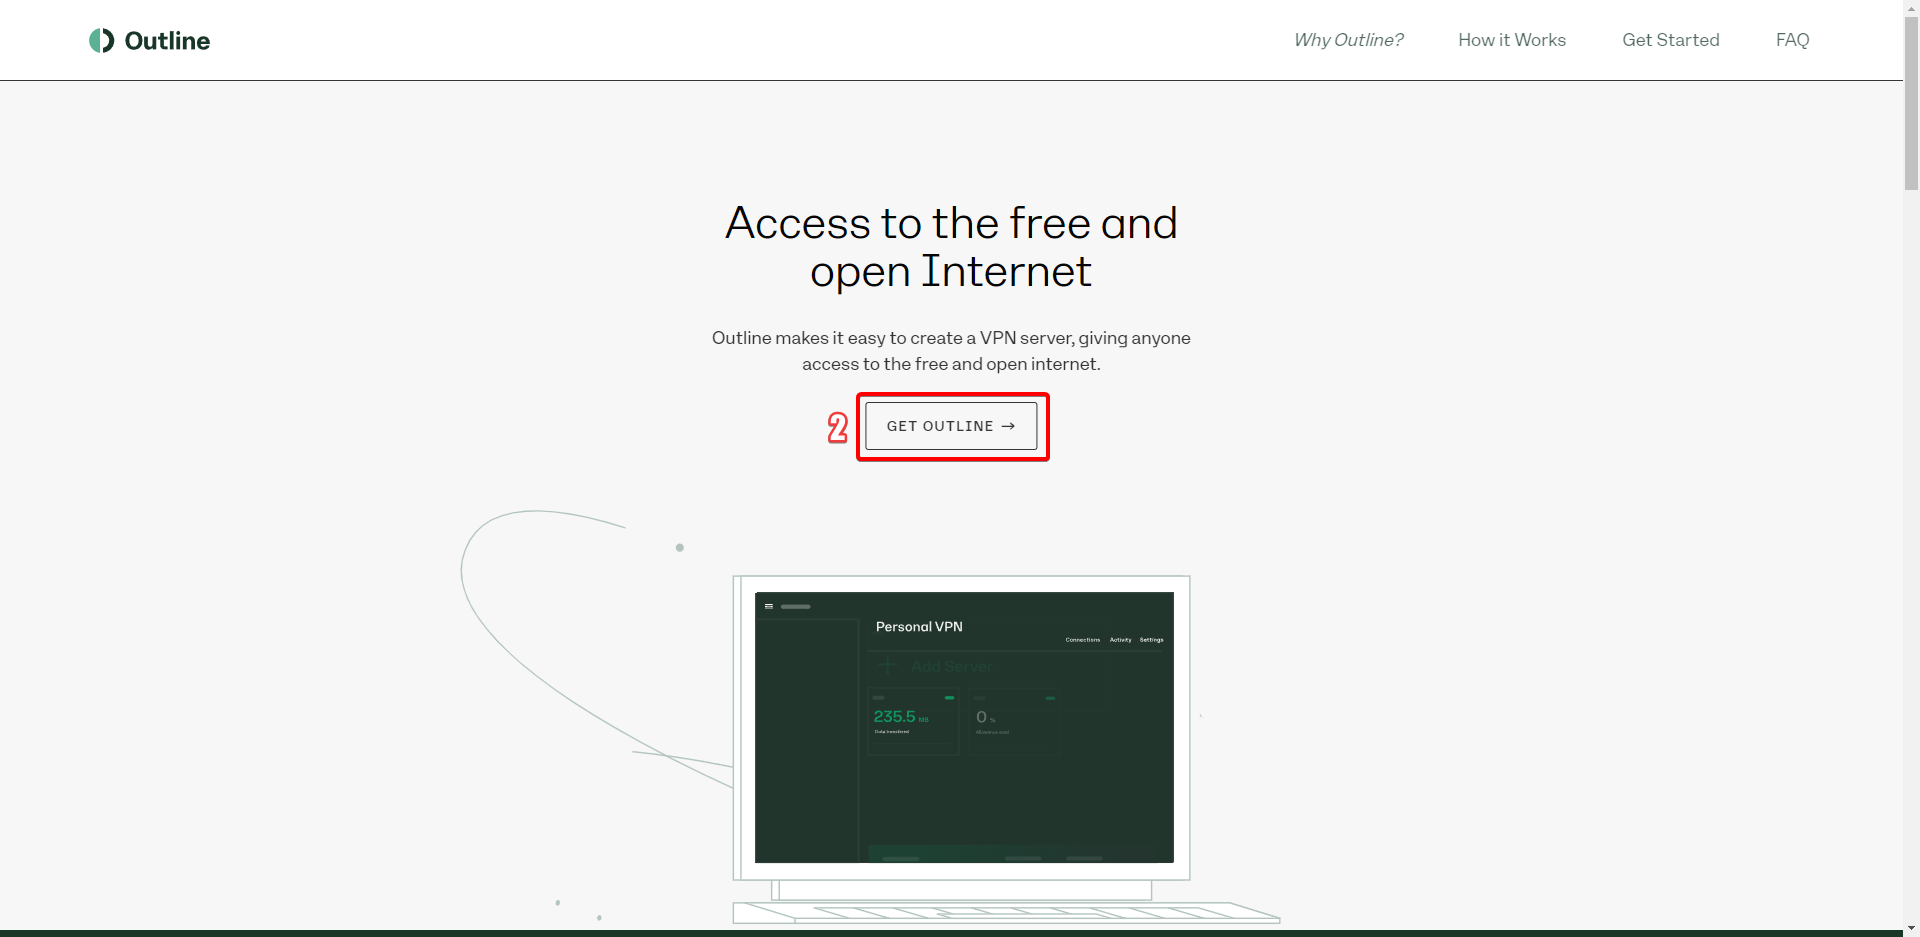 Outline
Why Outline?
How it Works
Get Started
FAQ
Access to the free and
open Internet
Outline makes it easy to create a VPN server, giving anyone
access to the free and open internet.
2
GET OUTLINE →
Personal VPN
Connections
Activity
Settings
Add Server
235.5 MB
Data transferred
0 %